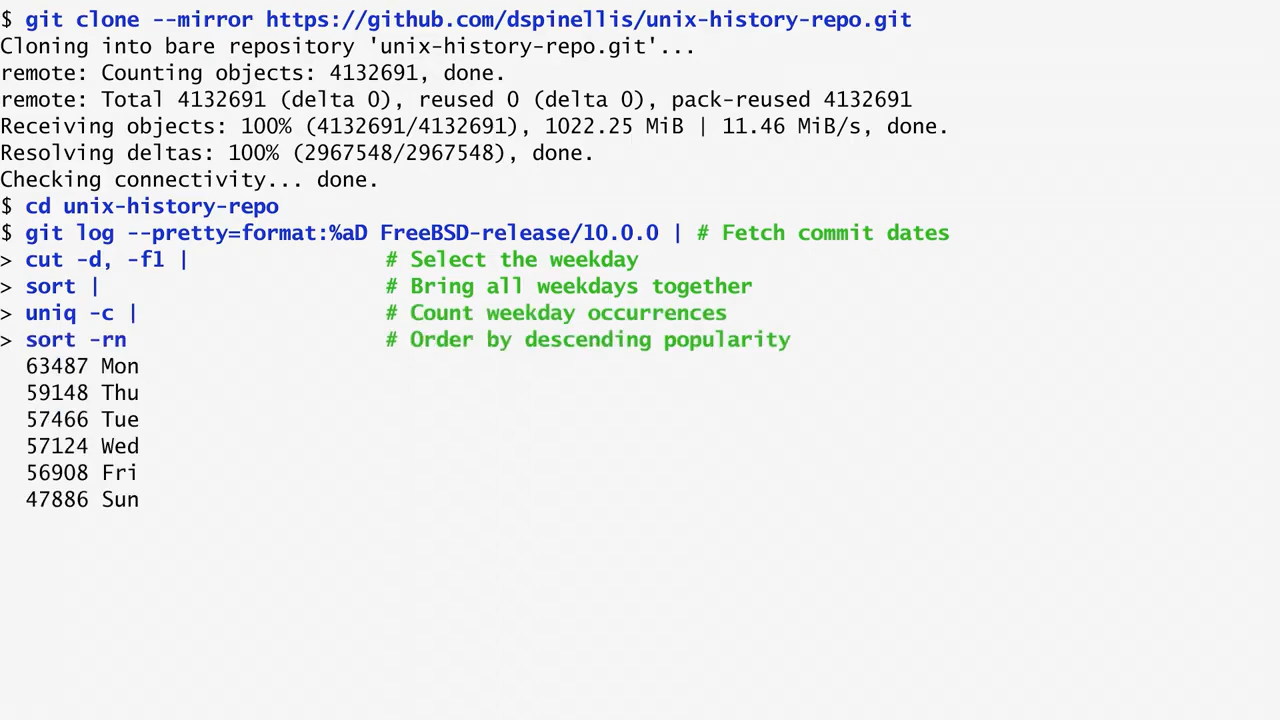 $ git clone --mirror https://github.com/dspinellis/unix-history-repo.git
Cloning into bare repository 'unix-history-repo.git'...
remote: Counting objects: 4132691, done.
remote: Total 4132691 (delta 0), reused 0 (delta 0), pack-reused 4132691
Receiving objects: 100% (4132691/4132691), 1022.25 MiB | 11.46 MiB/s, done.
Resolving deltas: 100% (2967548/2967548), done.
Checking connectivity... done.
$ cd unix-history-repo
$ git log --pretty=format:%aD FreeBSD-release/10.0.0 | # Fetch commit dates
> cut -d, -f1 |                # Select the weekday
> sort |                       # Bring all weekdays together
> uniq -c |                    # Count weekday occurrences
> sort -rn                     # Order by descending popularity
  63487 Mon
  59148 Thu
  57466 Tue
  57124 Wed
  56908 Fri
  47886 Sun